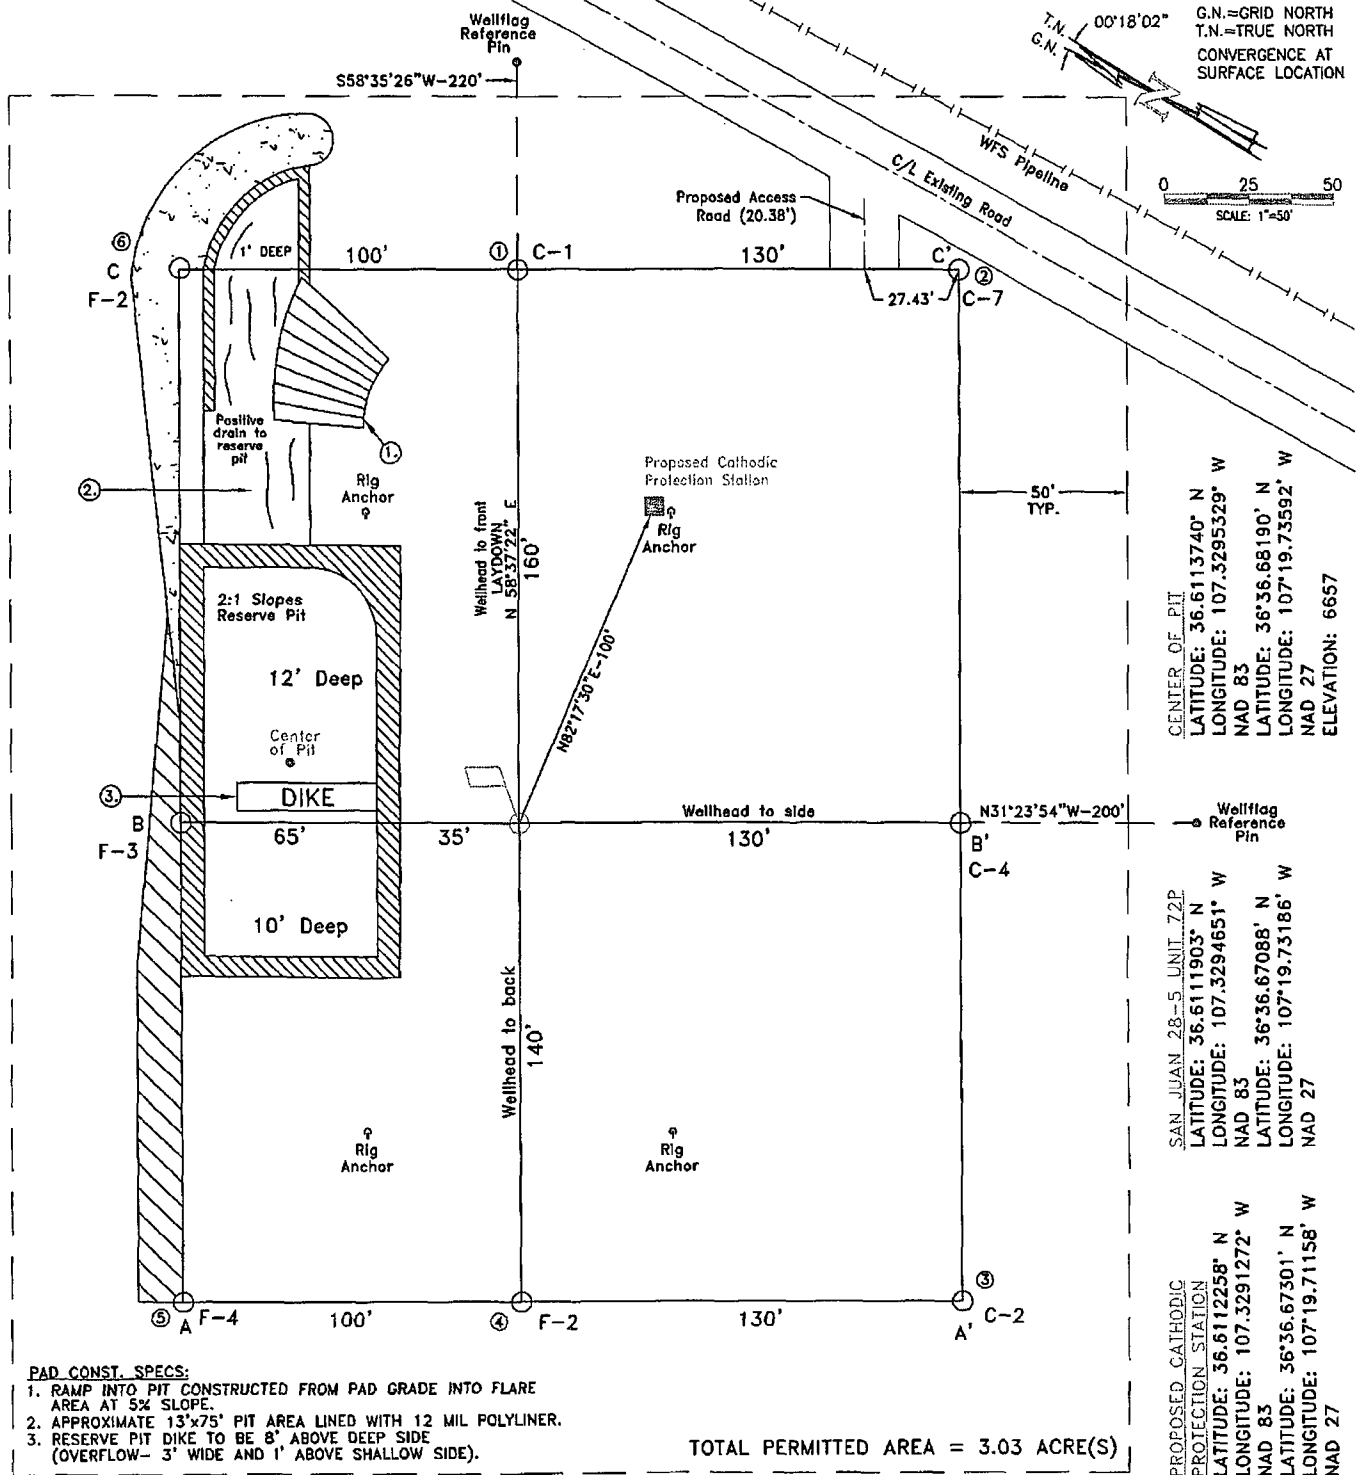 Wellflag
Reference
Pin
S58°35'26"W-220'
T.N.
G.N.
00°18'02"
G.N.=GRID NORTH
T.N.=TRUE NORTH
CONVERGENCE AT
SURFACE LOCATION
0 25 50
SCALE: 1"=50'
WFS Pipeline
C/L Existing Road
Proposed Access
Road (20.38')
⑥
C
F-2
1' DEEP
100'
①
C-1
130'
C'
②
C-7
27.43'
Positive
drain to
reserve
pit
1.
2.
Rig
Anchor
Wellhead to front
LAYDOWN
N 58°37'22" E
160'
Proposed Cathodic
Protection Station
Rig
Anchor
50'
TYP.
N82°17'30"E-100'
2:1 Slopes
Reserve Pit
12' Deep
Center
of Pit
3.
DIKE
B
F-3
65'
35'
Wellhead to side
130'
N31°23'54"W-200'
B'
C-4
Wellflag
Reference
Pin
10' Deep
Wellhead to back
140'
Rig
Anchor
Rig
Anchor
⑤
A
F-4
100'
④
F-2
130'
③
A'
C-2
CENTER OF PIT
LATITUDE: 36.6113740° N
LONGITUDE: 107.3295329° W
NAD 83
LATITUDE: 36°36.68190' N
LONGITUDE: 107°19.73592' W
NAD 27
ELEVATION: 6657
SAN JUAN 28-5 UNIT 72P
LATITUDE: 36.6111903° N
LONGITUDE: 107.3294651° W
NAD 83
LATITUDE: 36°36.67088' N
LONGITUDE: 107°19.73186' W
NAD 27
PROPOSED CATHODIC
PROTECTION STATION
LATITUDE: 36.6112258° N
LONGITUDE: 107.3291272° W
NAD 83
LATITUDE: 36°36.67301' N
LONGITUDE: 107°19.71158' W
NAD 27
PAD CONST. SPECS:
1. RAMP INTO PIT CONSTRUCTED FROM PAD GRADE INTO FLARE
AREA AT 5% SLOPE.
2. APPROXIMATE 13'x75' PIT AREA LINED WITH 12 MIL POLYLINER.
3. RESERVE PIT DIKE TO BE 8' ABOVE DEEP SIDE
(OVERFLOW- 3' WIDE AND 1' ABOVE SHALLOW SIDE).
TOTAL PERMITTED AREA = 3.03 ACRE(S)